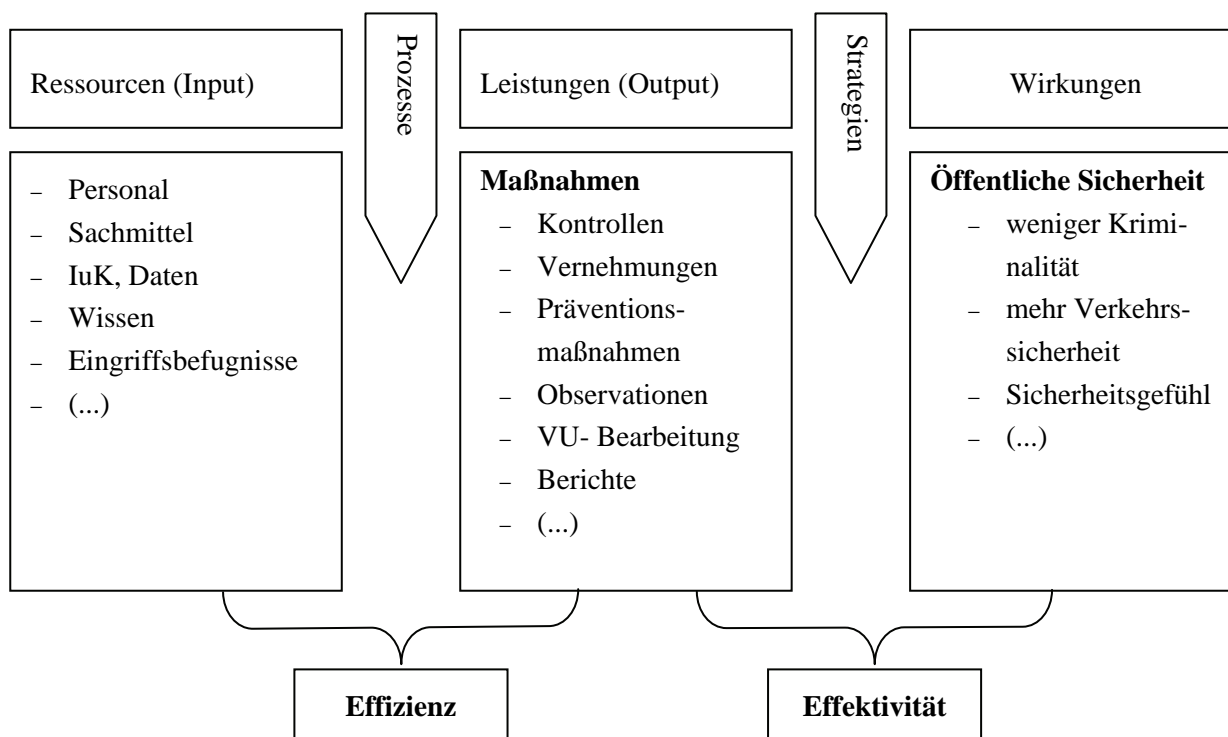 Ressourcen (Input)
Prozesse
Leistungen (Output)
Strategien
Wirkungen
– Personal
– Sachmittel
– IuK, Daten
– Wissen
– Eingriffsbefugnisse
– (...)
Maßnahmen
– Kontrollen
– Vernehmungen
– Präventions-
maßnahmen
– Observationen
– VU- Bearbeitung
– Berichte
– (...)
Öffentliche Sicherheit
– weniger Krimi-
nalität
– mehr Verkehrs-
sicherheit
– Sicherheitsgefühl
– (...)
Effizienz
Effektivität